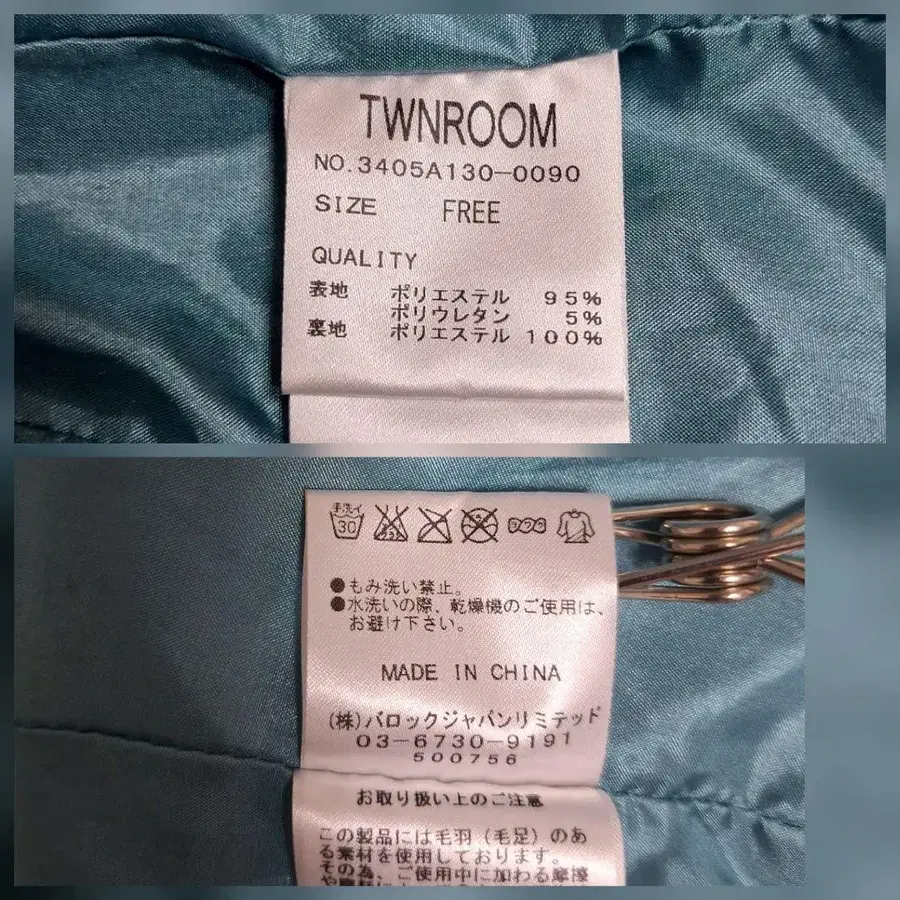 TWNROOM
NO.3405A130-0090
SIZE FREE
QUALITY
表地 ポリエステル 95%
ポリウレタン 5%
裏地 ポリエステル 100%
手洗イ
30
●もみ洗い禁止。
●水洗いの際、乾燥機のご使用は、
お避け下さい。
MADE IN CHINA
(株)バロックジャパンリミテッド
03-6730-9191
500756
お取り扱い上のご注意
この製品には毛羽(毛足)のあ
る素材を使用しております。
その為、ご使用中に加わる摩擦